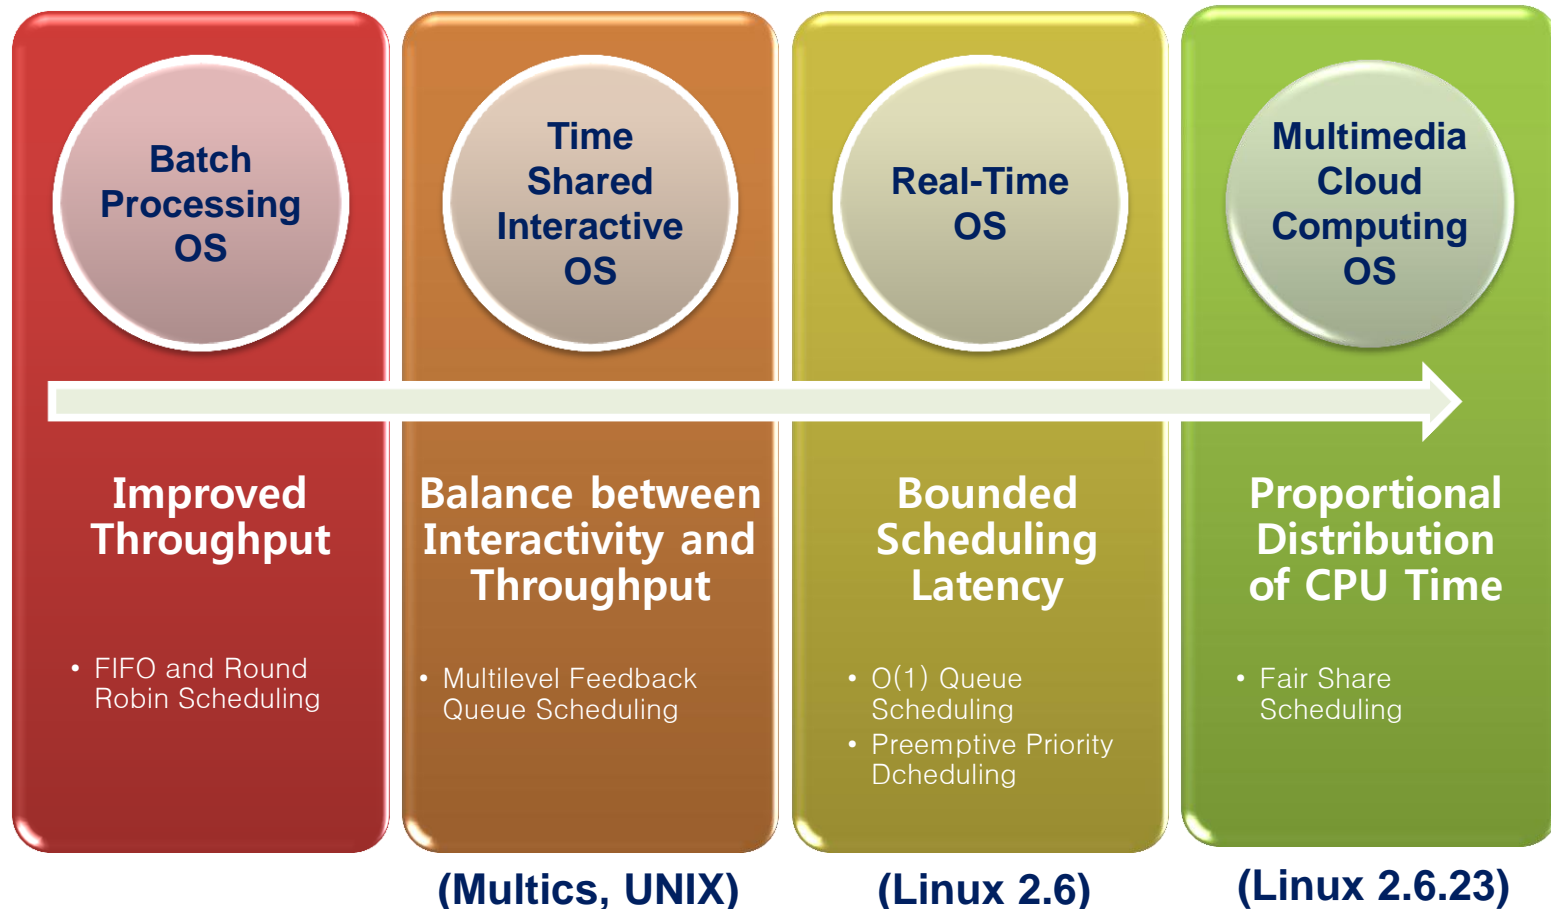 Batch
Processing
OS
Improved
Throughput
• FIFO and Round
Robin Scheduling
Time
Shared
Interactive
OS
Balance between
Interactivity and
Throughput
• Multilevel Feedback
Queue Scheduling
(Multics, UNIX)
Real-Time
OS
Bounded
Scheduling
Latency
• O(1) Queue
Scheduling
• Preemptive Priority
Dcheduling
(Linux 2.6)
Multimedia
Cloud
Computing
OS
Proportional
Distribution
of CPU Time
• Fair Share
Scheduling
(Linux 2.6.23)